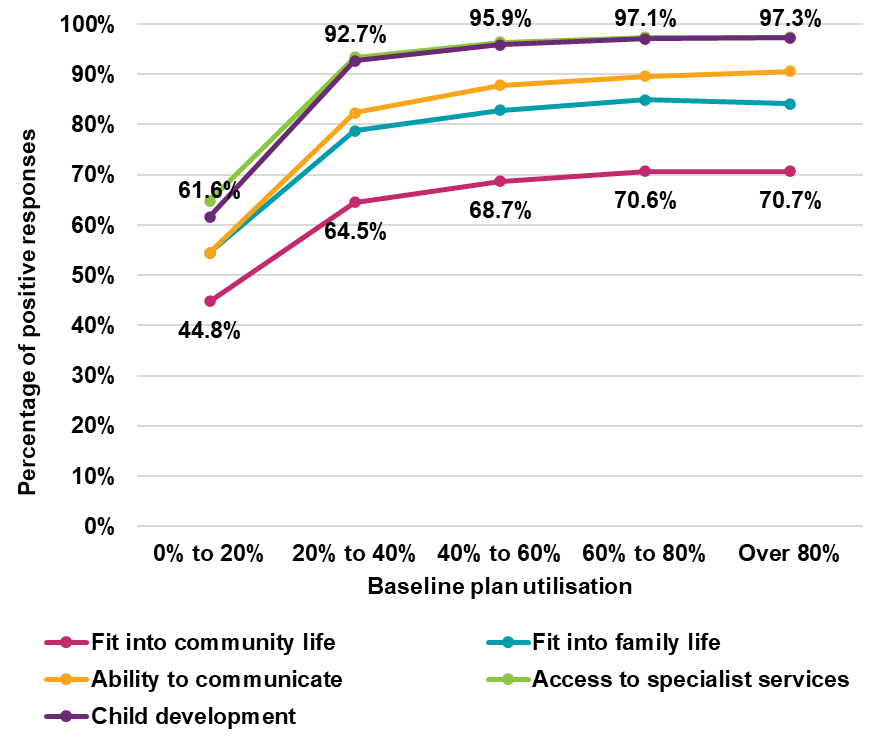 100%
90%
80%
70%
60%
50%
40%
30%
20%
10%
0%
Percentage of positive responses
61.6%
92.7%
95.9%
97.1%
97.3%
44.8%
64.5%
68.7%
70.6%
70.7%
0% to 20%
20% to 40%
40% to 60%
60% to 80%
Over 80%
Baseline plan utilisation
Fit into community life
Fit into family life
Ability to communicate
Access to specialist services
Child development